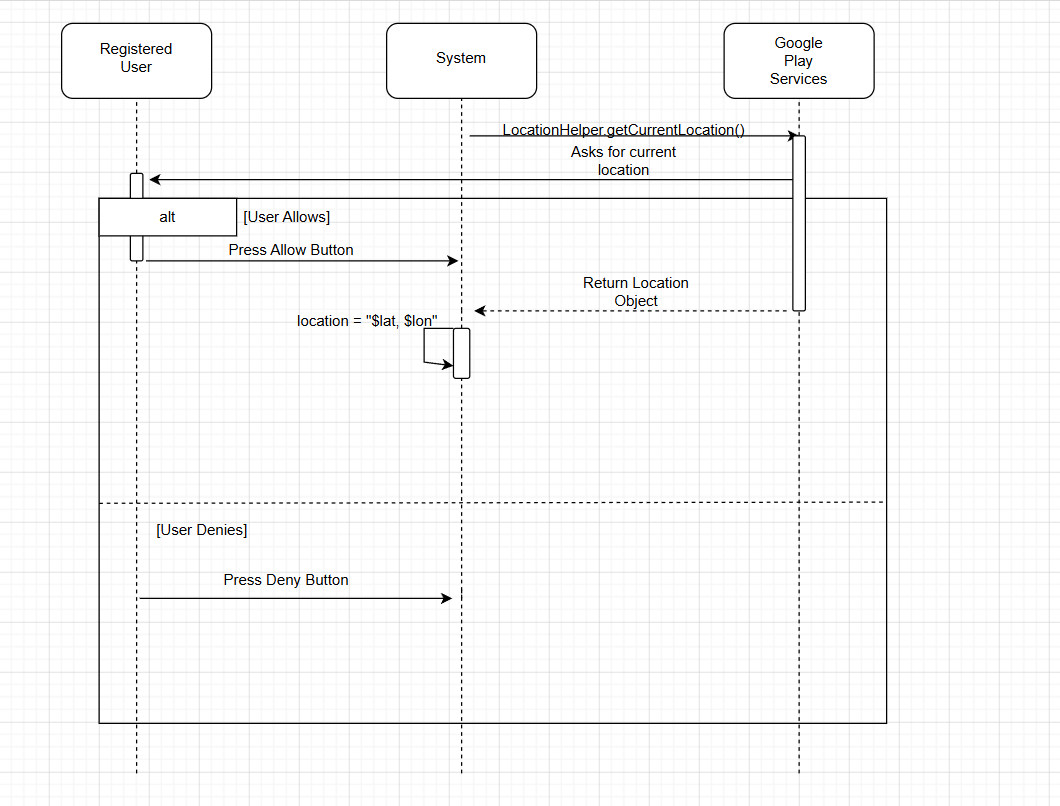 Registered
User
System
Google
Play
Services
LocationHelper.getCurrentLocation()
Asks for current
location
alt
[User Allows]
Press Allow Button
Return Location
Object
location = "$lat, $lon"
[User Denies]
Press Deny Button